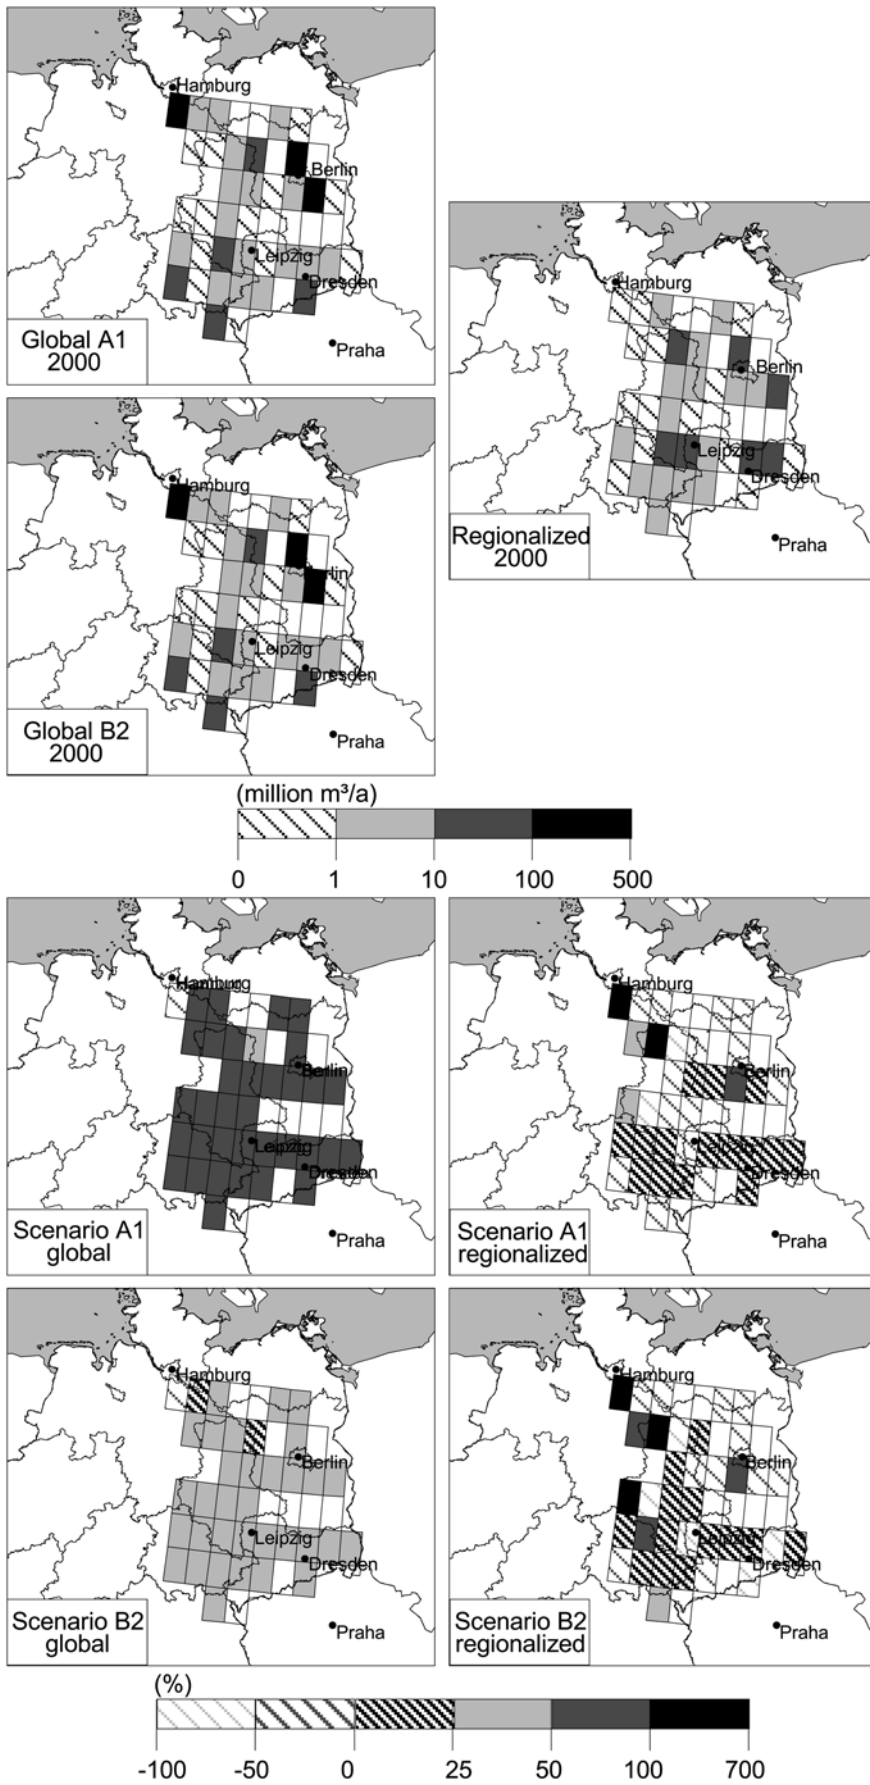 Hamburg
Berlin
Leipzig
Dresden
Praha
Global A1
2000
Hamburg
Berlin
Leipzig
Dresden
Praha
Regionalized
2000
Hamburg
Berlin
Leipzig
Dresden
Praha
Global B2
2000
(million m³/a)
0 1 10 100 500
Hamburg
Berlin
Leipzig
Dresden
Praha
Scenario A1
global
Hamburg
Berlin
Leipzig
Dresden
Praha
Scenario A1
regionalized
Hamburg
Berlin
Leipzig
Dresden
Praha
Scenario B2
global
Hamburg
Berlin
Leipzig
Dresden
Praha
Scenario B2
regionalized
(%)
-100 -50 0 25 50 100 700